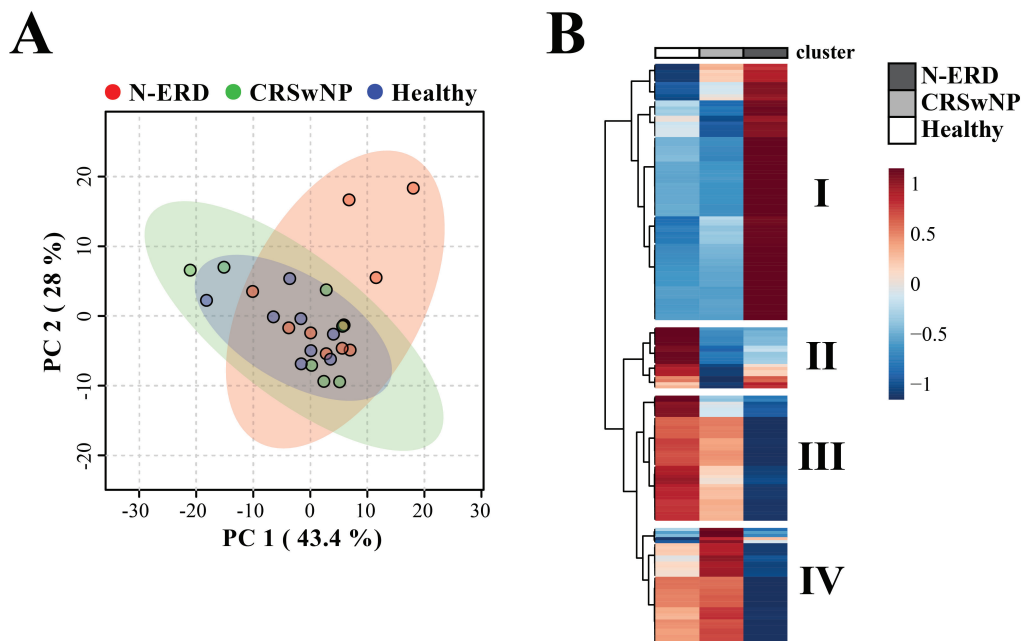 A
N-ERD CRSwNP Healthy
PC 2 ( 28 %)
20
10
0
-10
-20
-30 -20 -10 0 10 20 30
PC 1 ( 43.4 %)
B
cluster
N-ERD
CRSwNP
Healthy
I
II
III
IV
1
0.5
0
−0.5
−1